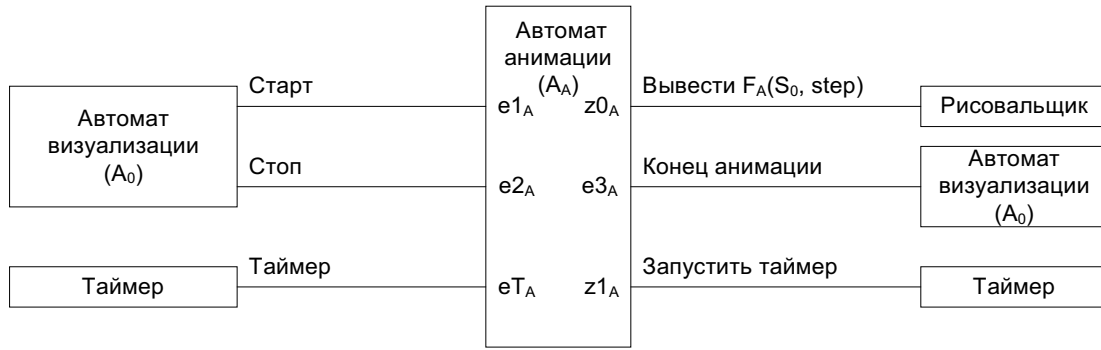 Автомат
анимации
(A_A)
Старт
e1_A z0_A
Вывести F_A(S_0, step)
Рисовальщик
Автомат
визуализации
(A_0)
Стоп
e2_A e3_A
Конец анимации
Автомат
визуализации
(A_0)
Таймер
Таймер
eT_A z1_A
Запустить таймер
Таймер